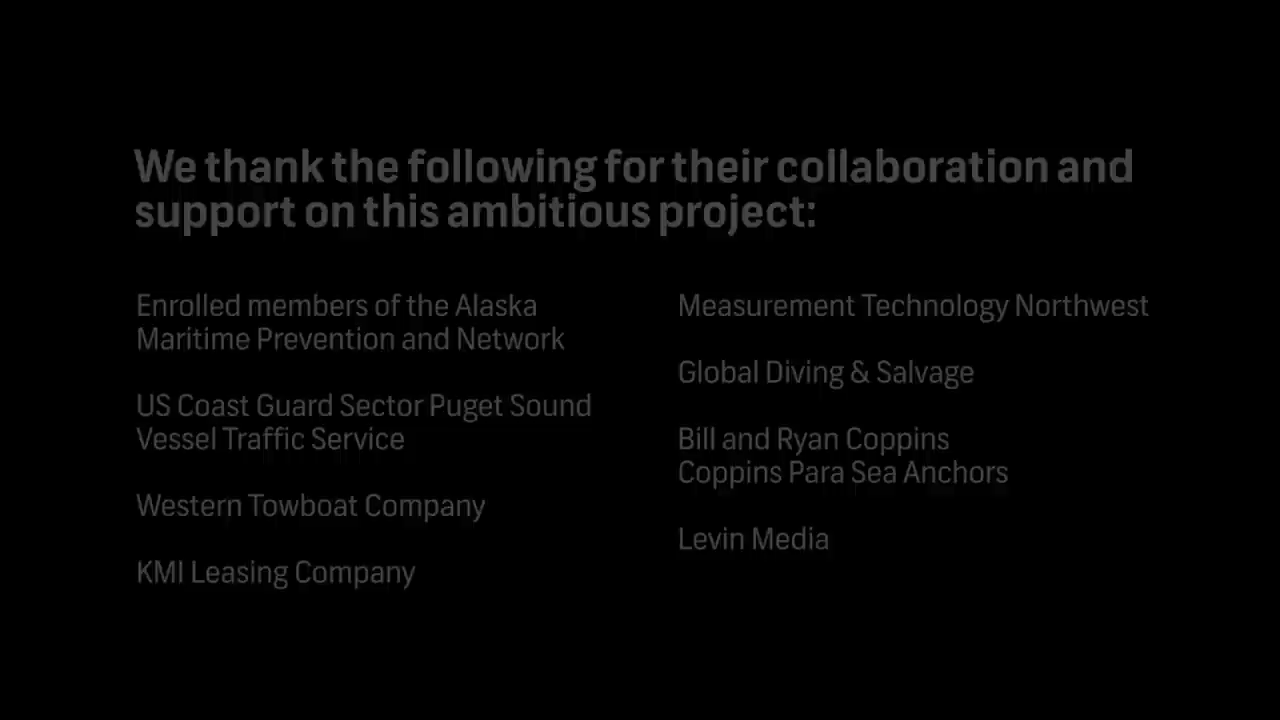 We thank the following for their collaboration and
support on this ambitious project:
Enrolled members of the Alaska
Maritime Prevention and Network
US Coast Guard Sector Puget Sound
Vessel Traffic Service
Western Towboat Company
KMI Leasing Company
Measurement Technology Northwest
Global Diving & Salvage
Bill and Ryan Coppins
Coppins Para Sea Anchors
Levin Media